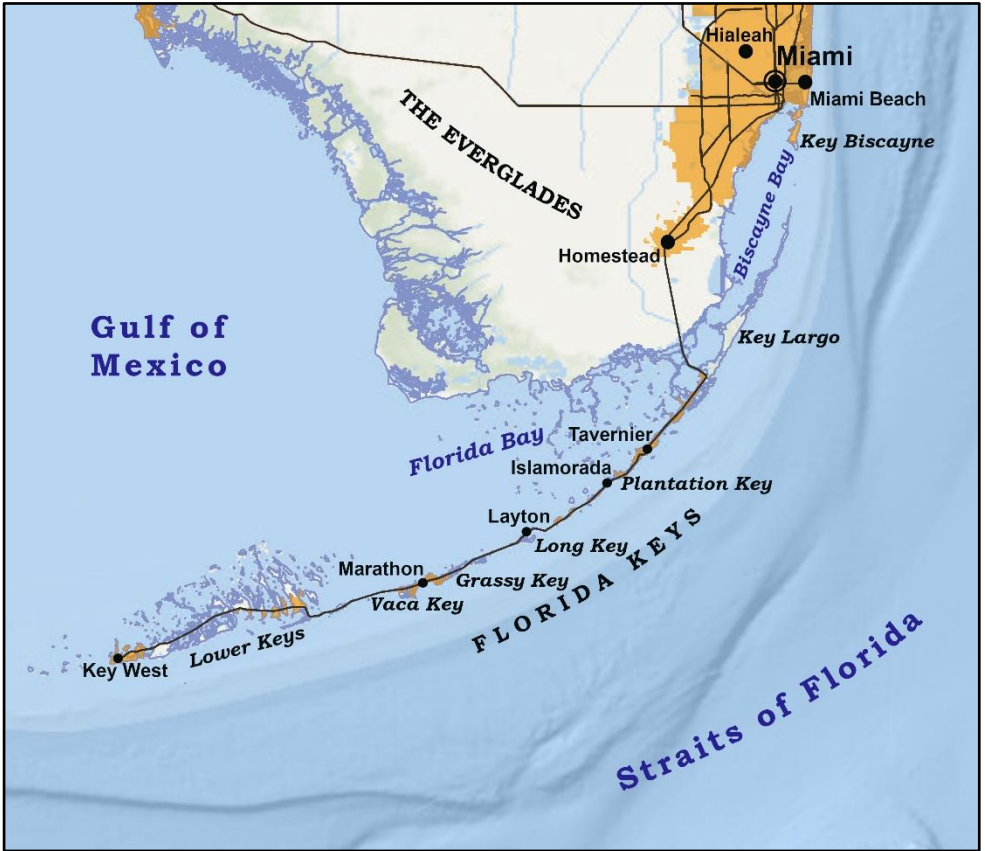 Hialeah
Miami
Miami Beach
Key Biscayne
THE EVERGLADES
Biscayne Bay
Homestead
Gulf of
Mexico
Key Largo
Tavernier
Florida Bay
Islamorada
Plantation Key
Layton
Long Key
Marathon
Grassy Key
Vaca Key
FLORIDA KEYS
Lower Keys
Key West
Straits of Florida